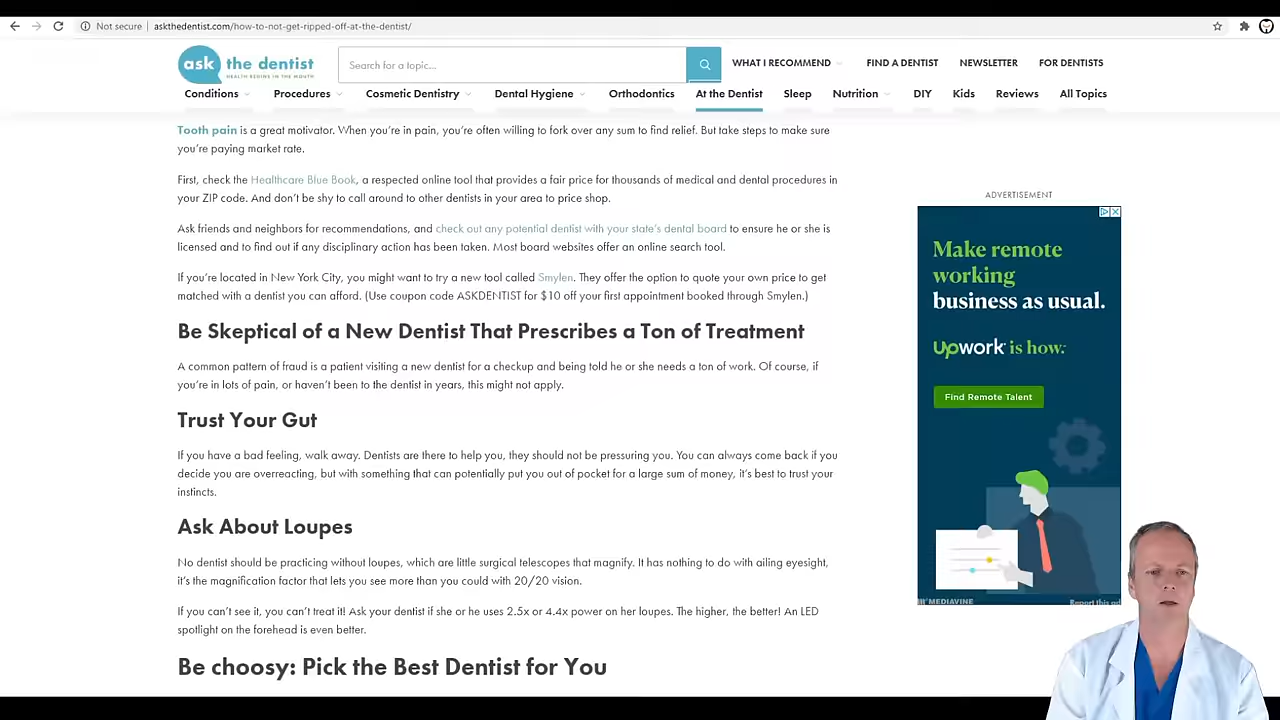 Not secure | askthedentist.com/how-to-not-get-ripped-off-at-the-dentist/
ask the dentist
HEALTH BEGINS IN THE MOUTH
Search for a topic...
WHAT I RECOMMEND
FIND A DENTIST
NEWSLETTER
FOR DENTISTS
Conditions
Procedures
Cosmetic Dentistry
Dental Hygiene
Orthodontics
At the Dentist
Sleep
Nutrition
DIY
Kids
Reviews
All Topics
Tooth pain is a great motivator. When you're in pain, you're often willing to fork over any sum to find relief. But take steps to make sure
you're paying market rate.
First, check the Healthcare Blue Book, a respected online tool that provides a fair price for thousands of medical and dental procedures in
your ZIP code. And don't be shy to call around to other dentists in your area to price shop.
Ask friends and neighbors for recommendations, and check out any potential dentist with your state's dental board to ensure he or she is
licensed and to find out if any disciplinary action has been taken. Most board websites offer an online search tool.
If you're located in New York City, you might want to try a new tool called Smylen. They offer the option to quote your own price to get
matched with a dentist you can afford. (Use coupon code ASKDENTIST for $10 off your first appointment booked through Smylen.)
Be Skeptical of a New Dentist That Prescribes a Ton of Treatment
A common pattern of fraud is a patient visiting a new dentist for a checkup and being told he or she needs a ton of work. Of course, if
you're in lots of pain, or haven't been to the dentist in years, this might not apply.
Trust Your Gut
If you have a bad feeling, walk away. Dentists are there to help you, they should not be pressuring you. You can always come back if you
decide you are overreacting, but with something that can potentially put you out of pocket for a large sum of money, it's best to trust your
instincts.
Ask About Loupes
No dentist should be practicing without loupes, which are little surgical telescopes that magnify. It has nothing to do with ailing eyesight,
it's the magnification factor that lets you see more than you could with 20/20 vision.
If you can't see it, you can't treat it! Ask your dentist if she or he uses 2.5x or 4.4x power on her loupes. The higher, the better! An LED
spotlight on the forehead is even better.
Be choosy: Pick the Best Dentist for You
ADVERTISEMENT
Make remote
working
business as usual.
Upwork is how.
Find Remote Talent
MEDIAVINE
Report this ad